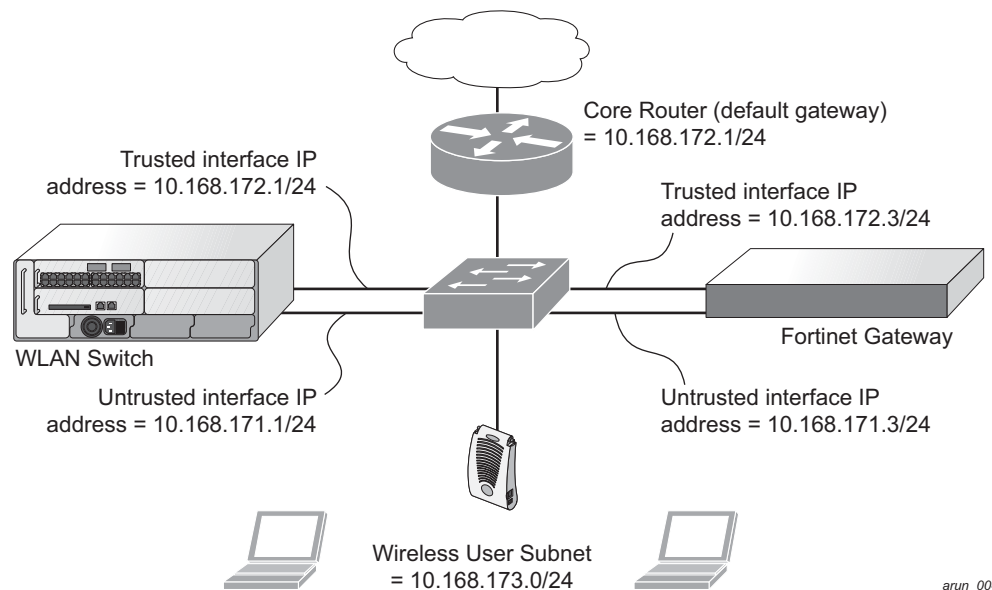 Core Router (default gateway)
= 10.168.172.1/24
Trusted interface IP
address = 10.168.172.1/24
Trusted interface IP
address = 10.168.172.3/24
WLAN Switch
Fortinet Gateway
Untrusted interface IP
address = 10.168.171.1/24
Untrusted interface IP
address = 10.168.171.3/24
Wireless User Subnet
= 10.168.173.0/24
arun_00